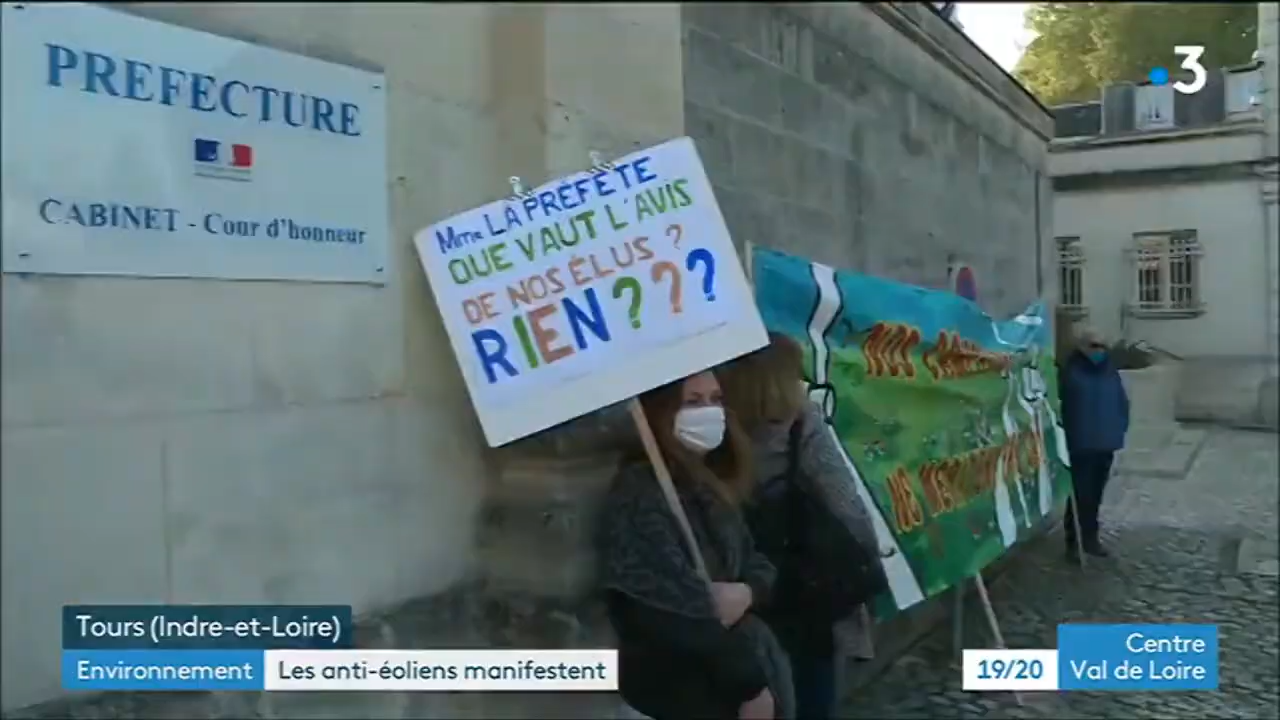 PREFECTURE
CABINET - Cour d'honneur
Mme LA PRÉFÈTE
QUE VAUT L'AVIS
DE NOS ÉLUS ?
RIEN ? ? ?
NOS
3
Tours (Indre-et-Loire)
Environnement
Les anti-éoliens manifestent
19/20
Centre
Val de Loire